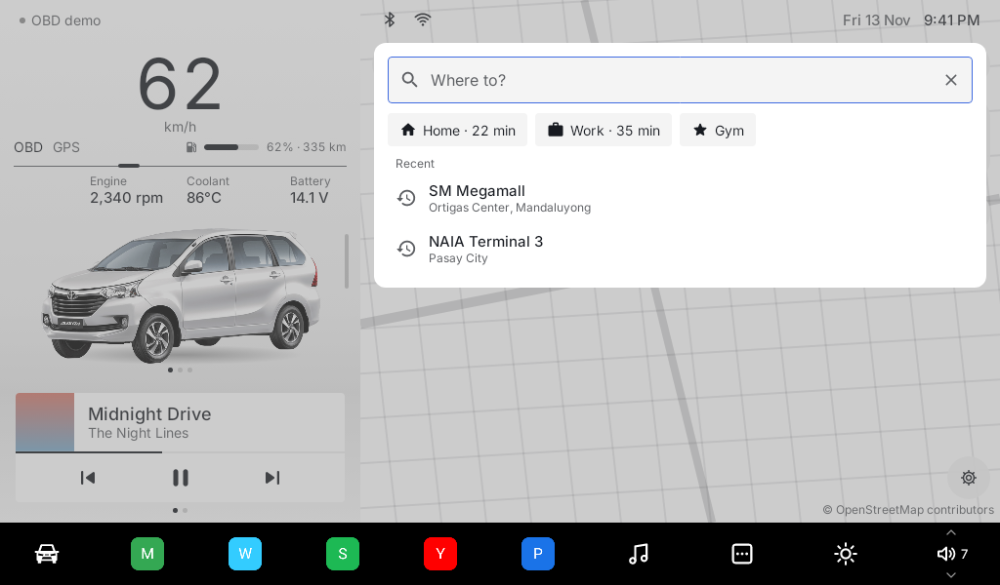 OBD demo
Fri 13 Nov 9:41 PM
62
km/h
OBD GPS
62% · 335 km
Engine
2,340 rpm
Coolant
86°C
Battery
14.1 V
Midnight Drive
The Night Lines
Where to?
Home · 22 min
Work · 35 min
Gym
Recent
SM Megamall
Ortigas Center, Mandaluyong
NAIA Terminal 3
Pasay City
© OpenStreetMap contributors
M
W
S
Y
P
7